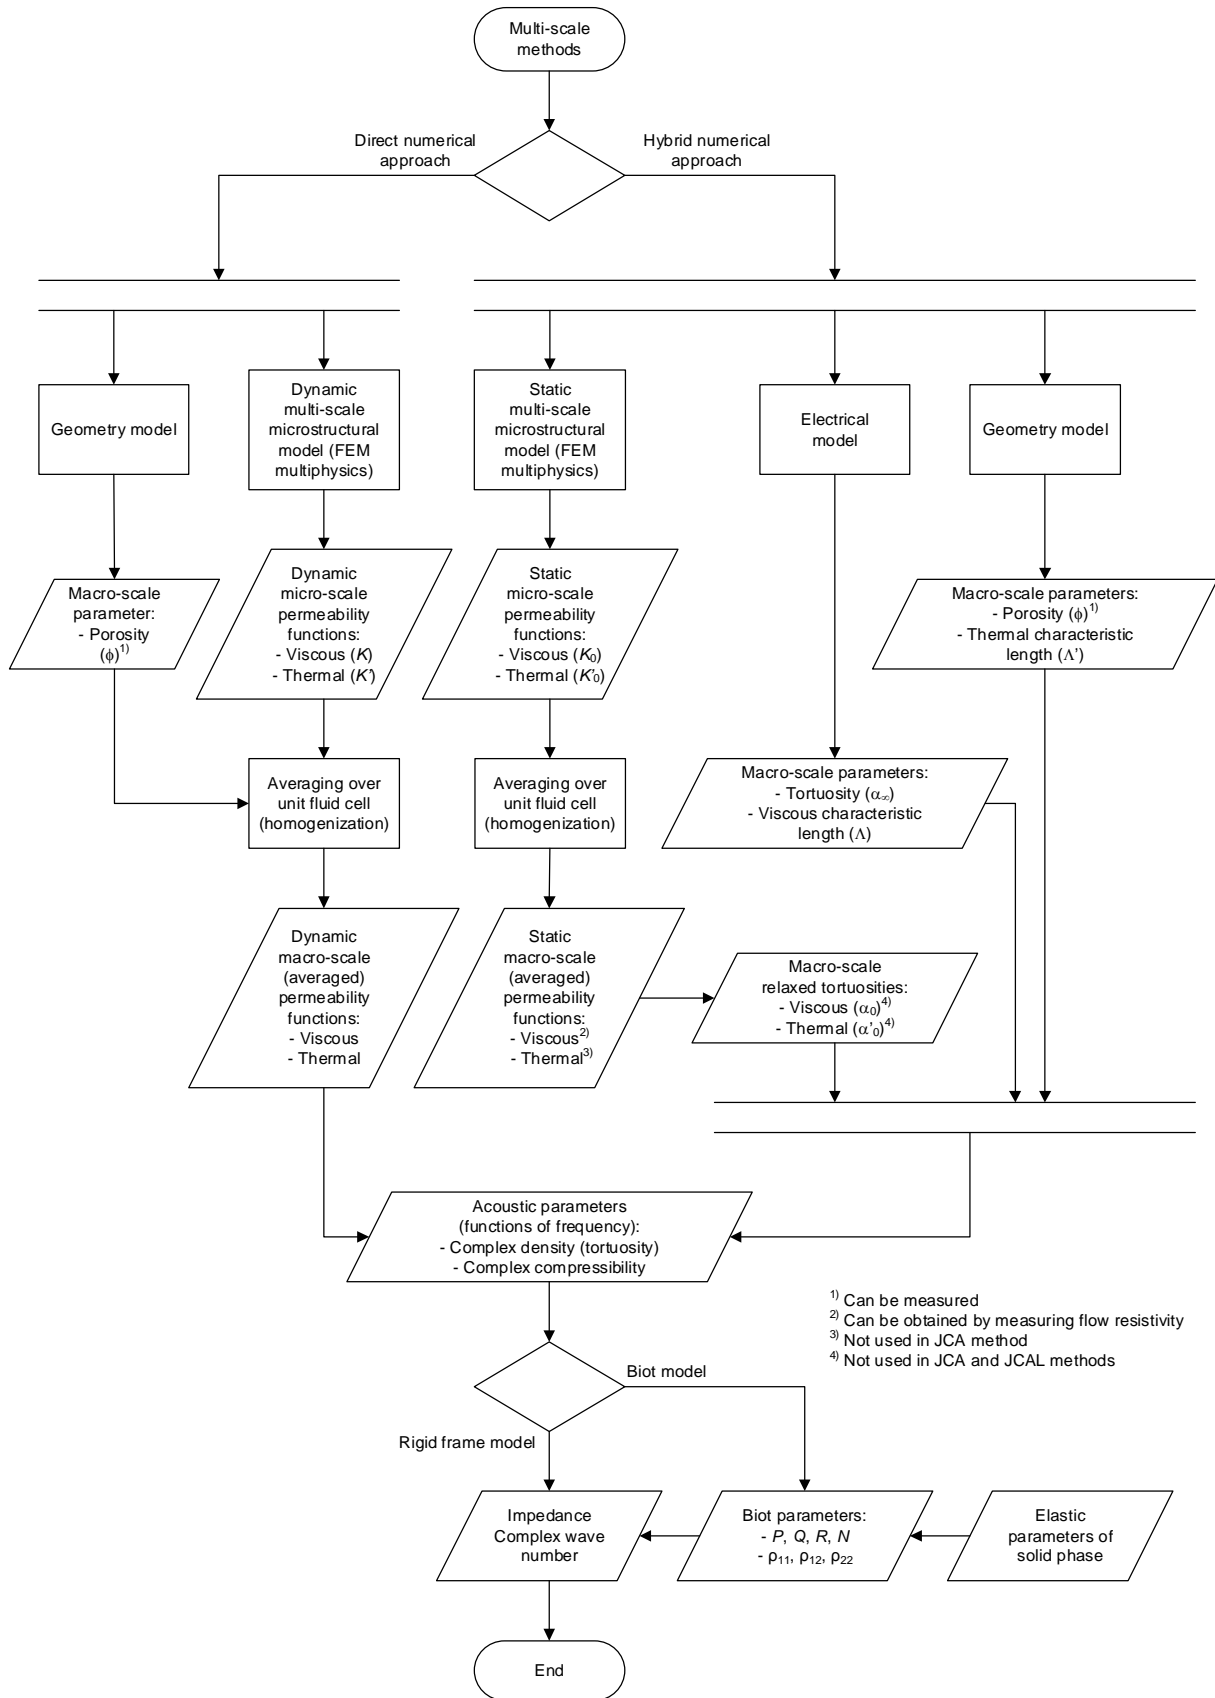 Multi-scale
methods
Direct numerical
approach
Hybrid numerical
approach
Geometry model
Dynamic
multi-scale
microstructural
model (FEM
multiphysics)
Static
multi-scale
microstructural
model (FEM
multiphysics)
Electrical
model
Geometry model
Macro-scale
parameter:
- Porosity
(ϕ)¹⁾
Dynamic
micro-scale
permeability
functions:
- Viscous (K)
- Thermal (K')
Static
micro-scale
permeability
functions:
- Viscous (K₀)
- Thermal (K'₀)
Macro-scale parameters:
- Porosity (ϕ)¹⁾
- Thermal characteristic
length (Λ')
Averaging over
unit fluid cell
(homogenization)
Averaging over
unit fluid cell
(homogenization)
Macro-scale parameters:
- Tortuosity (α∞)
- Viscous characteristic
length (Λ)
Dynamic
macro-scale
(averaged)
permeability
functions:
- Viscous
- Thermal
Static
macro-scale
(averaged)
permeability
functions:
- Viscous²⁾
- Thermal³⁾
Macro-scale
relaxed tortuosities:
- Viscous (α₀)⁴⁾
- Thermal (α'₀)⁴⁾
Acoustic parameters
(functions of frequency):
- Complex density (tortuosity)
- Complex compressibility
¹⁾ Can be measured
²⁾ Can be obtained by measuring flow resistivity
³⁾ Not used in JCA method
⁴⁾ Not used in JCA and JCAL methods
Biot model
Rigid frame model
Impedance
Complex wave
number
Biot parameters:
- P, Q, R, N
- ρ₁₁, ρ₁₂, ρ₂₂
Elastic
parameters of
solid phase
End